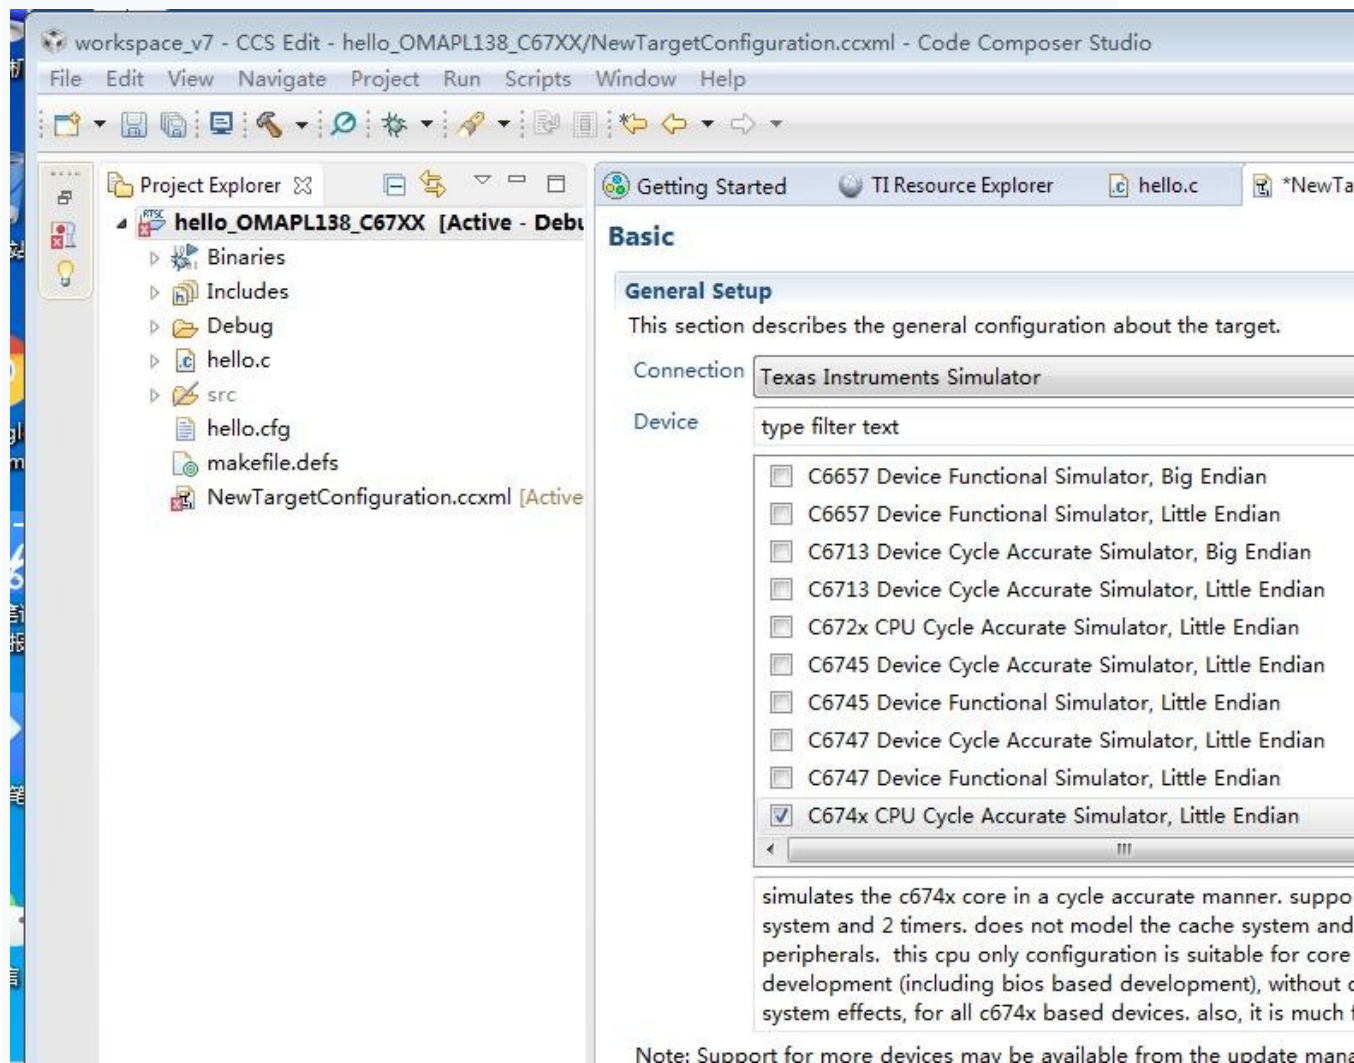 workspace_v7 - CCS Edit - hello_OMAPL138_C67XX/NewTargetConfiguration.ccxml - Code Composer Studio
File Edit View Navigate Project Run Scripts Window Help
Project Explorer
Getting Started TI Resource Explorer hello.c *NewTa
hello_OMAPL138_C67XX [Active - Debu
Binaries
Includes
Debug
hello.c
src
hello.cfg
makefile.defs
NewTargetConfiguration.ccxml [Active
Basic
General Setup
This section describes the general configuration about the target.
Connection Texas Instruments Simulator
Device type filter text
C6657 Device Functional Simulator, Big Endian
C6657 Device Functional Simulator, Little Endian
C6713 Device Cycle Accurate Simulator, Big Endian
C6713 Device Cycle Accurate Simulator, Little Endian
C672x CPU Cycle Accurate Simulator, Little Endian
C6745 Device Cycle Accurate Simulator, Little Endian
C6745 Device Functional Simulator, Little Endian
C6747 Device Cycle Accurate Simulator, Little Endian
C6747 Device Functional Simulator, Little Endian
C674x CPU Cycle Accurate Simulator, Little Endian
simulates the c674x core in a cycle accurate manner. suppo
system and 2 timers. does not model the cache system and
peripherals. this cpu only configuration is suitable for core
development (including bios based development), without
system effects, for all c674x based devices. also, it is much
Note: Support for more devices may be available from the update mana